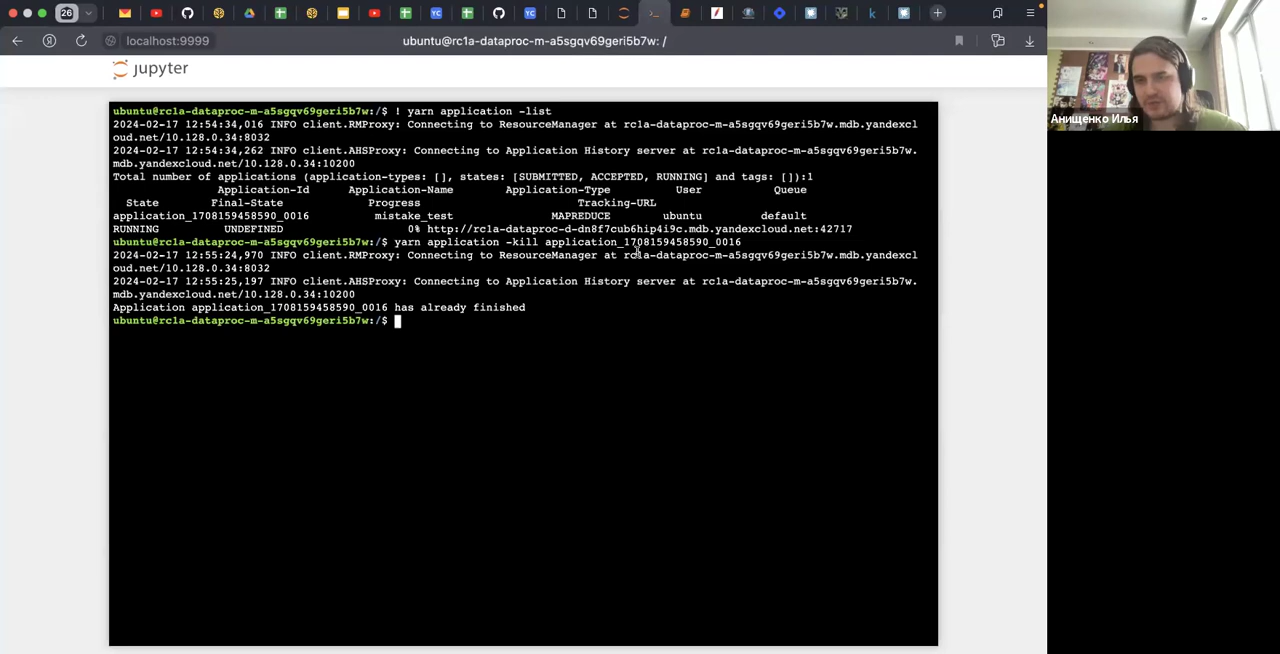 26
localhost:9999
ubuntu@rc1a-dataproc-m-a5sgqv69geri5b7w: /
jupyter
ubuntu@rc1a-dataproc-m-a5sgqv69geri5b7w:/$ ! yarn application -list
2024-02-17 12:54:34,016 INFO client.RMProxy: Connecting to ResourceManager at rc1a-dataproc-m-a5sgqv69geri5b7w.mdb.yandexcl
oud.net/10.128.0.34:8032
2024-02-17 12:54:34,262 INFO client.AHSProxy: Connecting to Application History server at rc1a-dataproc-m-a5sgqv69geri5b7w.
mdb.yandexcloud.net/10.128.0.34:10200
Total number of applications (application-types: [], states: [SUBMITTED, ACCEPTED, RUNNING] and tags: []):1
Application-Id Application-Name Application-Type User Queue
State Final-State Progress Tracking-URL
application_1708159458590_0016 mistake_test MAPREDUCE ubuntu default
RUNNING UNDEFINED 0% http://rc1a-dataproc-d-dn8f7cub6hip4i9c.mdb.yandexcloud.net:42717
ubuntu@rc1a-dataproc-m-a5sgqv69geri5b7w:/$ yarn application -kill application_1708159458590_0016
2024-02-17 12:55:24,970 INFO client.RMProxy: Connecting to ResourceManager at rc1a-dataproc-m-a5sgqv69geri5b7w.mdb.yandexcl
oud.net/10.128.0.34:8032
2024-02-17 12:55:25,197 INFO client.AHSProxy: Connecting to Application History server at rc1a-dataproc-m-a5sgqv69geri5b7w.
mdb.yandexcloud.net/10.128.0.34:10200
Application application_1708159458590_0016 has already finished
ubuntu@rc1a-dataproc-m-a5sgqv69geri5b7w:/$
Анищенко Илья